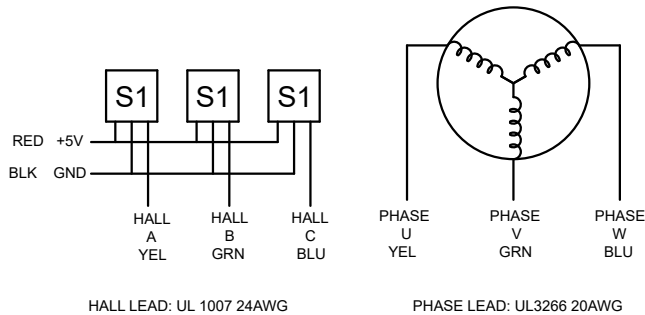 S1 S1 S1
RED +5V
BLK GND
HALL
A
YEL
HALL
B
GRN
HALL
C
BLU
PHASE
U
YEL
PHASE
V
GRN
PHASE
W
BLU
HALL LEAD: UL 1007 24AWG
PHASE LEAD: UL3266 20AWG